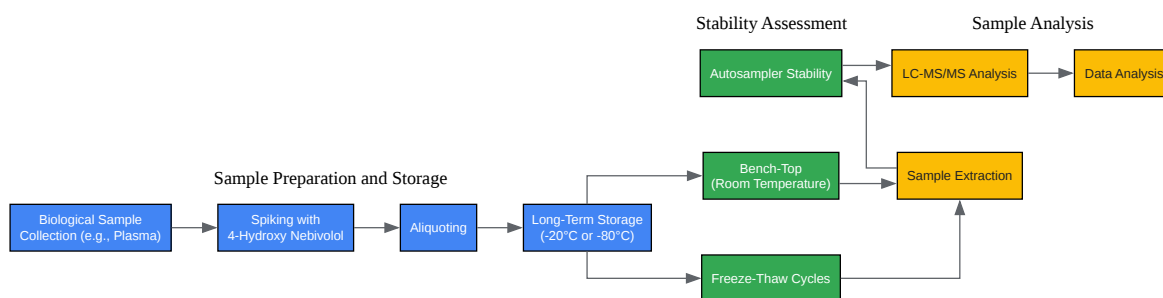 Stability Assessment
Sample Analysis
Autosampler Stability
LC-MS/MS Analysis
Data Analysis
Sample Preparation and Storage
Bench-Top
(Room Temperature)
Sample Extraction
Biological Sample
Collection (e.g., Plasma)
Spiking with
4-Hydroxy Nebivolol
Aliquoting
Long-Term Storage
(-20°C or -80°C)
Freeze-Thaw Cycles